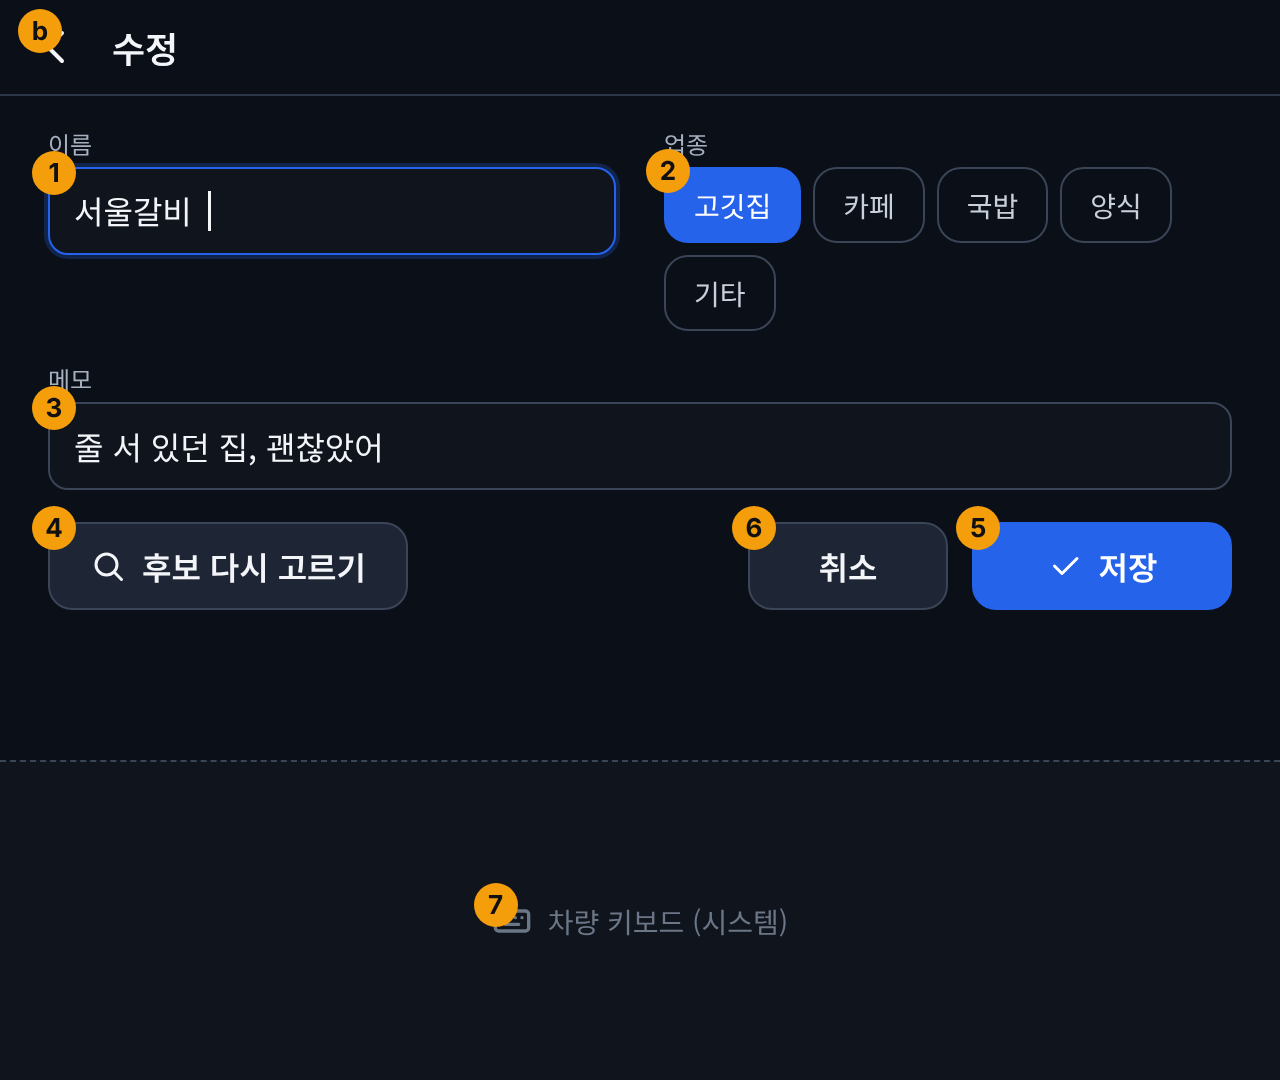 b 수정
이름
업종
1 서울갈비
2 고깃집 카페 국밥 양식
기타
메모
3 줄 서 있던 집, 괜찮았어
4 후보 다시 고르기 6 취소 5 저장
7 차량 키보드 (시스템)